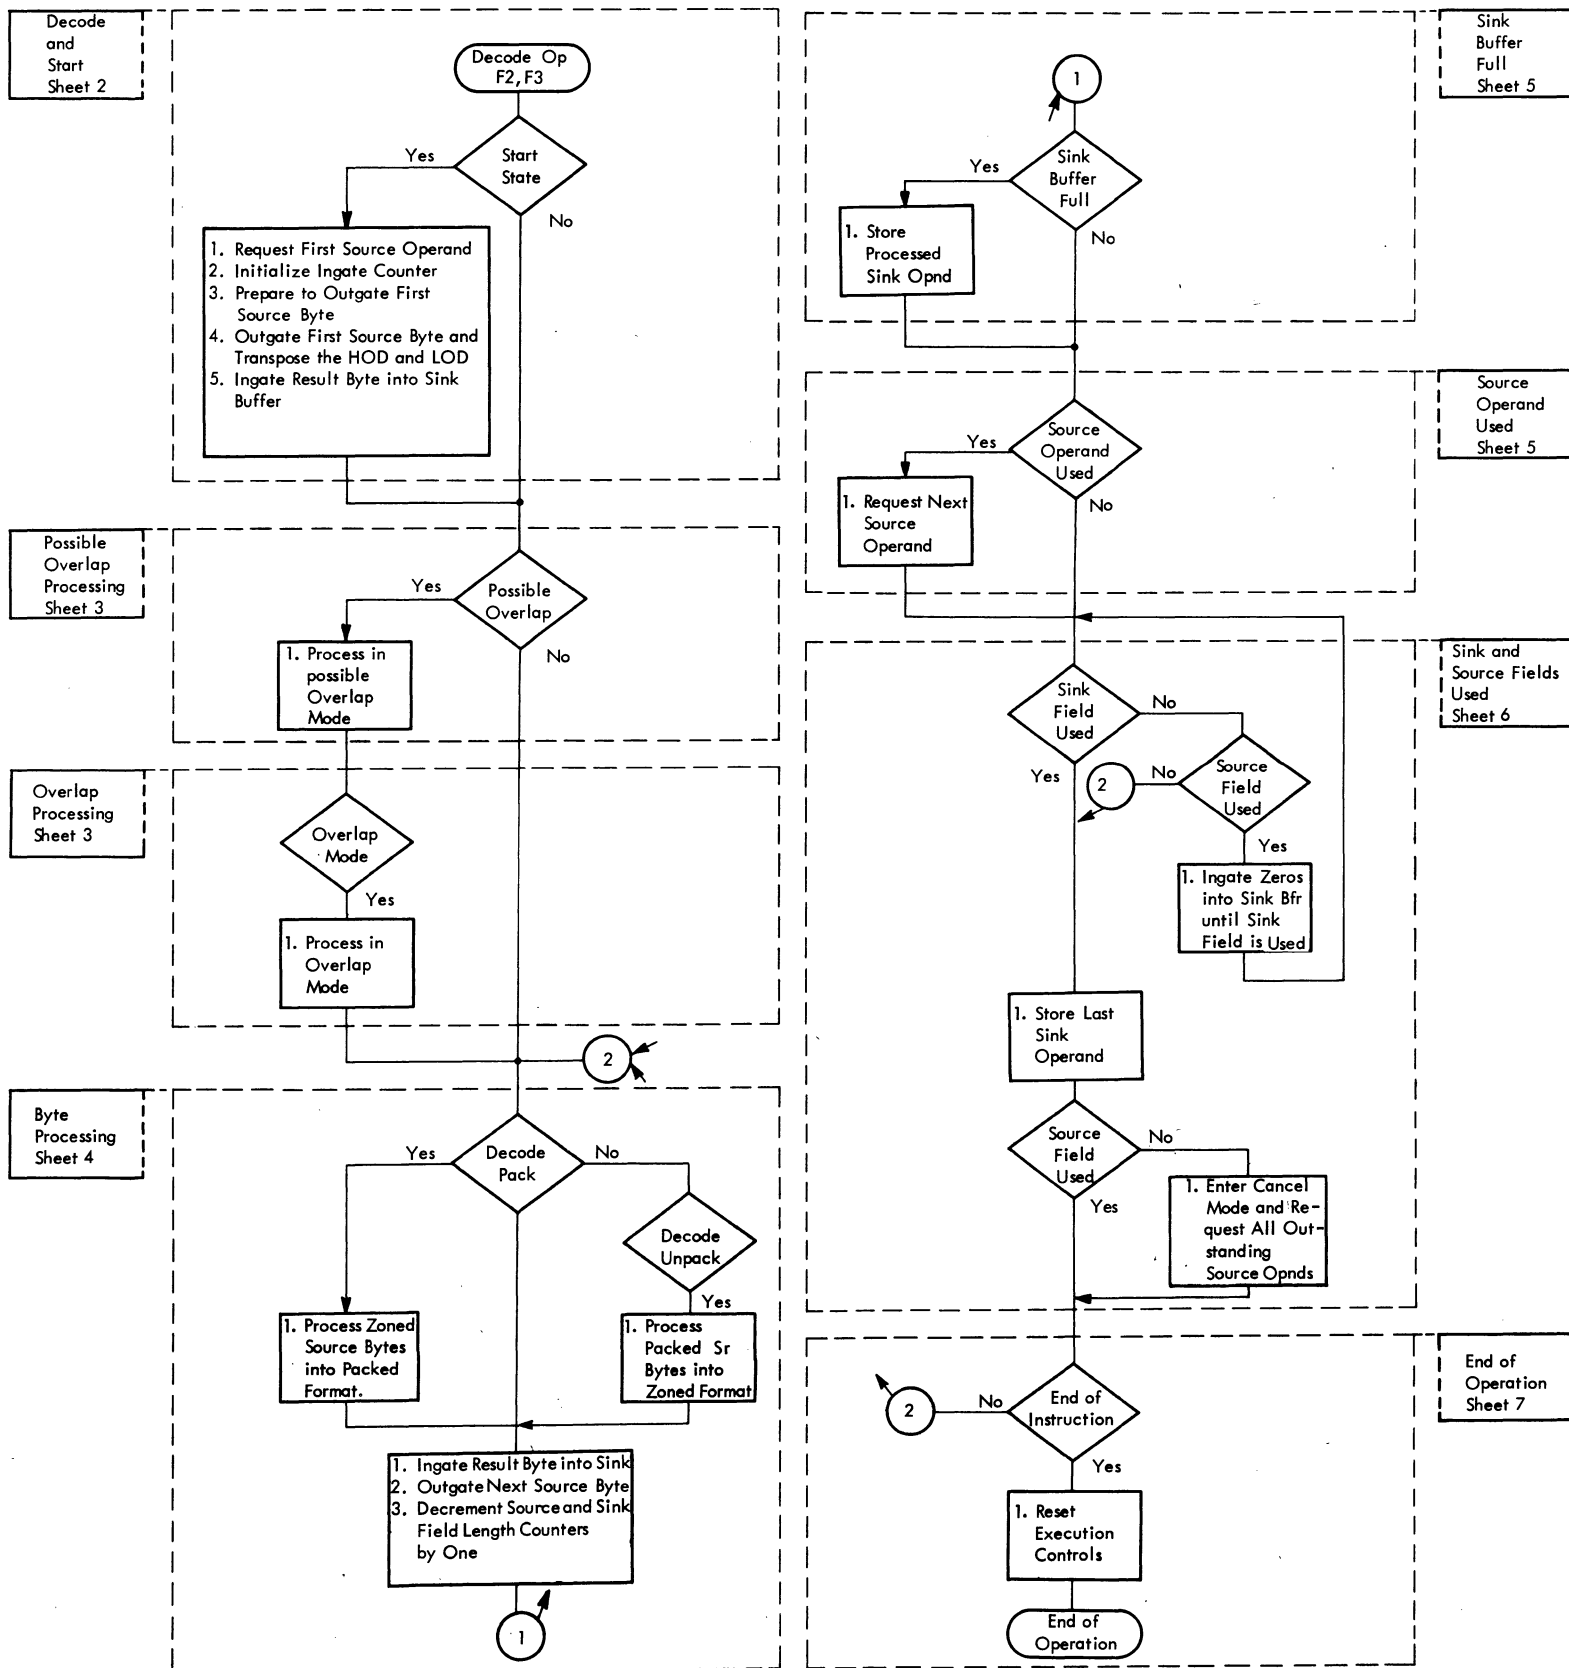 Decode
and
Start
Sheet 2
Decode Op
F2, F3
Start
State
Yes
No
1. Request First Source Operand
2. Initialize Ingate Counter
3. Prepare to Outgate First
Source Byte
4. Outgate First Source Byte and
Transpose the HOD and LOD
5. Ingate Result Byte into Sink
Buffer
Possible
Overlap
Processing
Sheet 3
Possible
Overlap
Yes
No
1. Process in
possible
Overlap
Mode
Overlap
Processing
Sheet 3
Overlap
Mode
Yes
1. Process in
Overlap
Mode
2
Byte
Processing
Sheet 4
Decode
Pack
Yes
No
Decode
Unpack
Yes
1. Process Zoned
Source Bytes
into Packed
Format.
1. Process
Packed Sr
Bytes into
Zoned Format
1. Ingate Result Byte into Sink
2. Outgate Next Source Byte
3. Decrement Source and Sink
Field Length Counters
by One
1
Sink
Buffer
Full
Sheet 5
1
Sink
Buffer
Full
Yes
No
1. Store
Processed
Sink Opnd
Source
Operand
Used
Sheet 5
Source
Operand
Used
Yes
No
1. Request Next
Source
Operand
Sink and
Source Fields
Used
Sheet 6
Sink
Field
Used
No
Yes
2
No
Source
Field
Used
Yes
1. Ingate Zeros
into Sink Bfr
until Sink
Field is Used
1. Store Last
Sink
Operand
Source
Field
Used
No
Yes
1. Enter Cancel
Mode and Re-
quest All Out-
standing
Source Opnds
End of
Operation
Sheet 7
2
No
End of
Instruction
Yes
1. Reset
Execution
Controls
End of
Operation